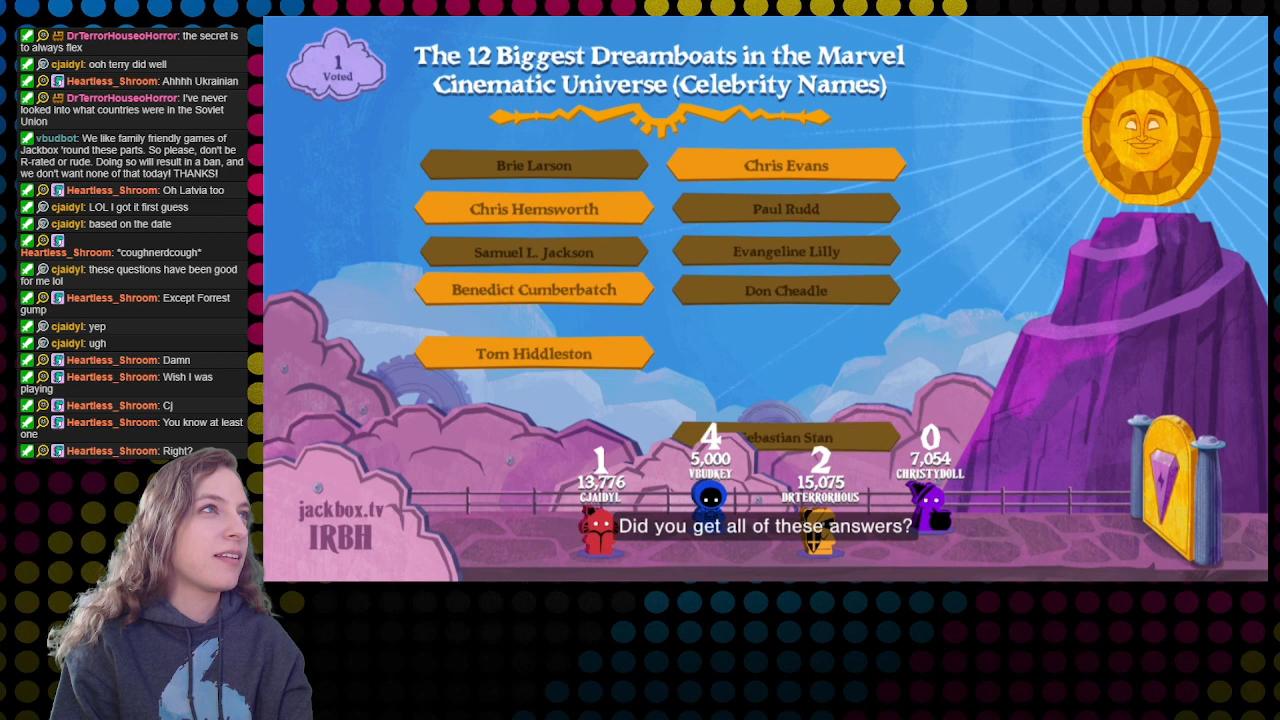 DrTerrorHouseoHorror: the secret is
to always flex
cjaidyl: ooh terry did well
Heartless_Shroom: Ahhhh Ukrainian
DrTerrorHouseoHorror: I've never
looked into what countries were in the Soviet
Union
vbudbot: We like family friendly games of
Jackbox 'round these parts. So please, don't be
R-rated or rude. Doing so will result in a ban, and
we don't want none of that today! THANKS!
Heartless_Shroom: Oh Latvia too
cjaidyl: LOL I got it first guess
cjaidyl: based on the date
Heartless_Shroom: *coughnerdcough*
cjaidyl: these questions have been good
for me lol
Heartless_Shroom: Except Forrest
gump
cjaidyl: yep
cjaidyl: ugh
Heartless_Shroom: Damn
Heartless_Shroom: Wish I was
playing
Heartless_Shroom: Cj
Heartless_Shroom: You know at least
one
Heartless_Shroom: Right?
1
Voted
The 12 Biggest Dreamboats in the Marvel
Cinematic Universe (Celebrity Names)
Brie Larson
Chris Evans
Chris Hemsworth
Paul Rudd
Samuel L. Jackson
Evangeline Lilly
Benedict Cumberbatch
Don Cheadle
Tom Hiddleston
ebastian Stan
1
13,776
CJAIDYL
4
5,000
VBUDKEY
2
15,075
DRTERRORHOUS
0
7,054
CHRISTYDOLL
jackbox.tv
IRBH
Did you get all of these answers?